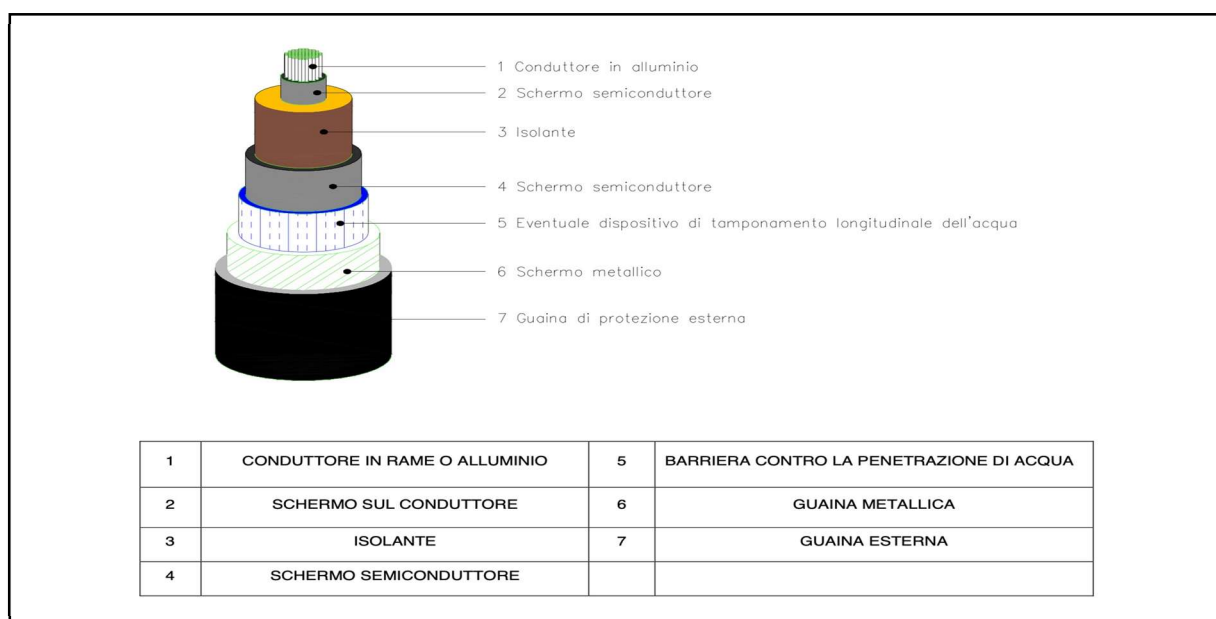 1 Conduttore in alluminio
2 Schermo semiconduttore
3 Isolante
4 Schermo semiconduttore
5 Eventuale dispositivo di tamponamento longitudinale dell'acqua
6 Schermo metallico
7 Guaina di protezione esterna
1 CONDUTTORE IN RAME O ALLUMINIO 5 BARRIERA CONTRO LA PENETRAZIONE DI ACQUA
2 SCHERMO SUL CONDUTTORE 6 GUAINA METALLICA
3 ISOLANTE 7 GUAINA ESTERNA
4 SCHERMO SEMICONDUTTORE